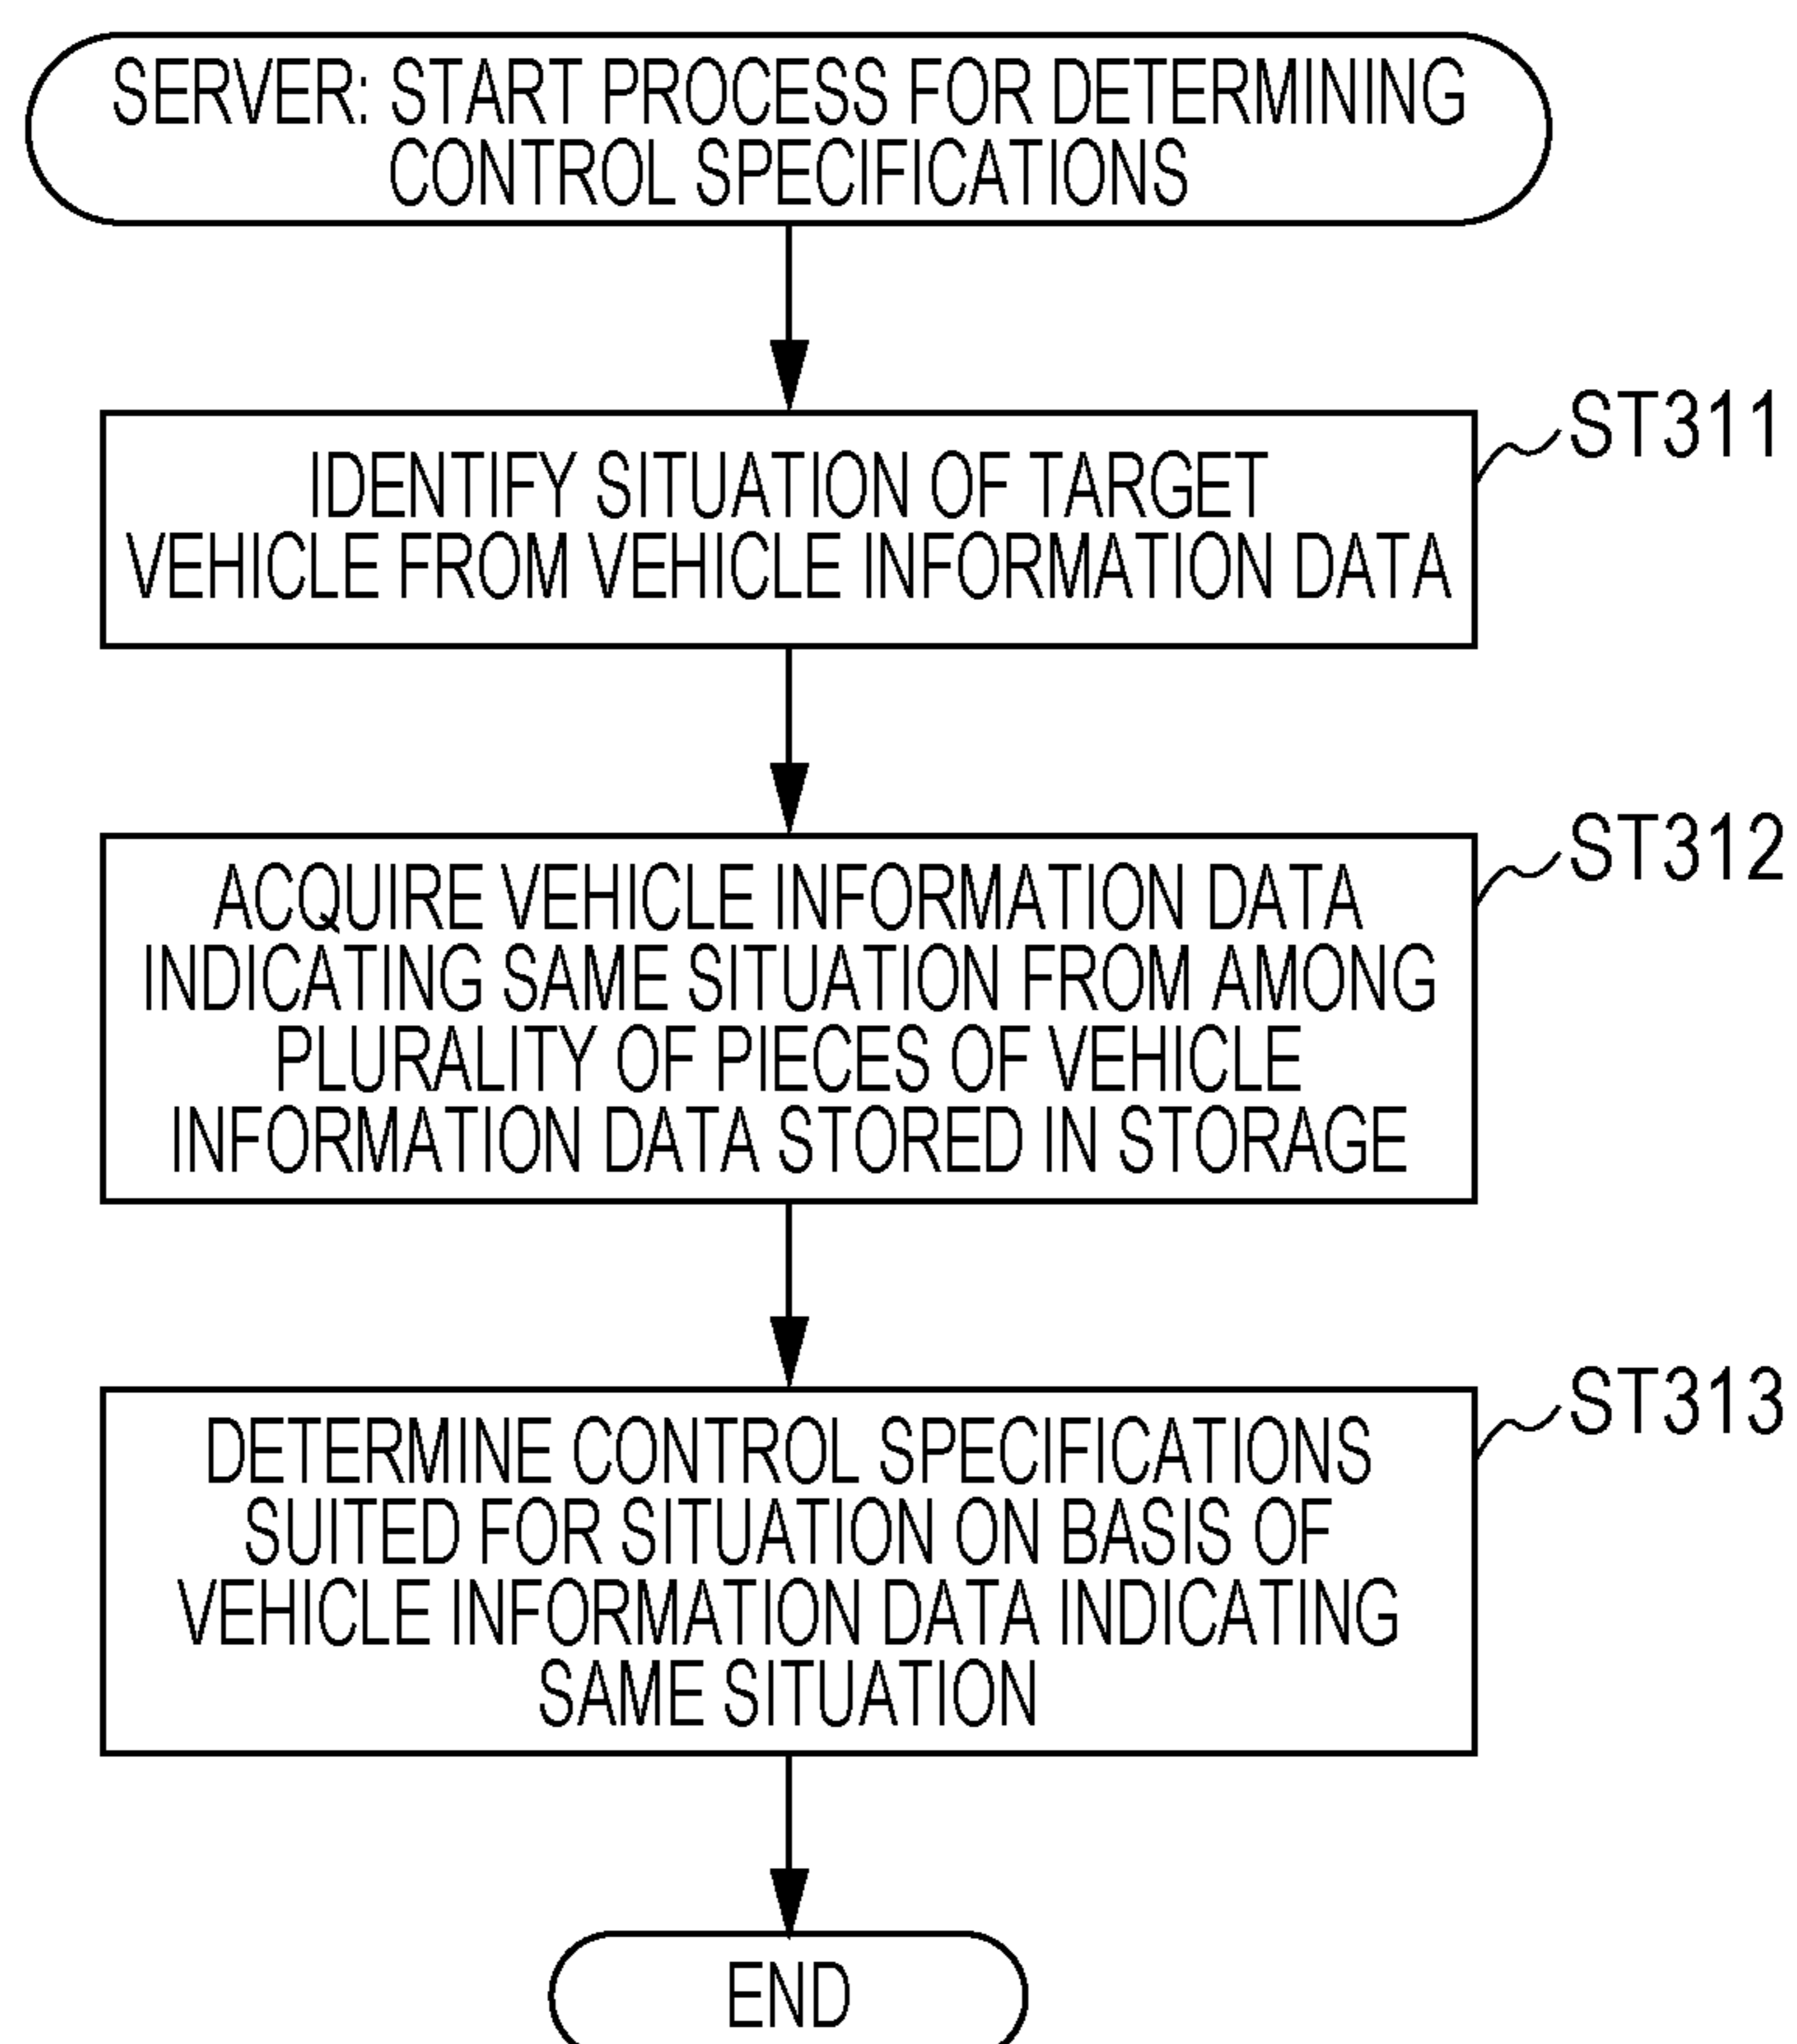 SERVER: START PROCESS FOR DETERMINING
CONTROL SPECIFICATIONS
ST311
IDENTIFY SITUATION OF TARGET
VEHICLE FROM VEHICLE INFORMATION DATA
ST312
ACQUIRE VEHICLE INFORMATION DATA
INDICATING SAME SITUATION FROM AMONG
PLURALITY OF PIECES OF VEHICLE
INFORMATION DATA STORED IN STORAGE
ST313
DETERMINE CONTROL SPECIFICATIONS
SUITED FOR SITUATION ON BASIS OF
VEHICLE INFORMATION DATA INDICATING
SAME SITUATION
END